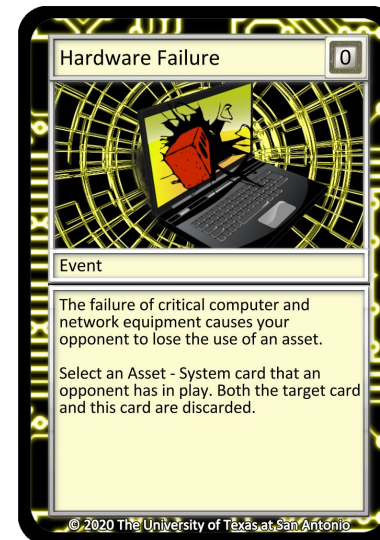 Hardware Failure
0
Event
The failure of critical computer and
network equipment causes your
opponent to lose the use of an asset.
Select an Asset - System card that an
opponent has in play. Both the target card
and this card are discarded.
© 2020 The University of Texas at San Antonio